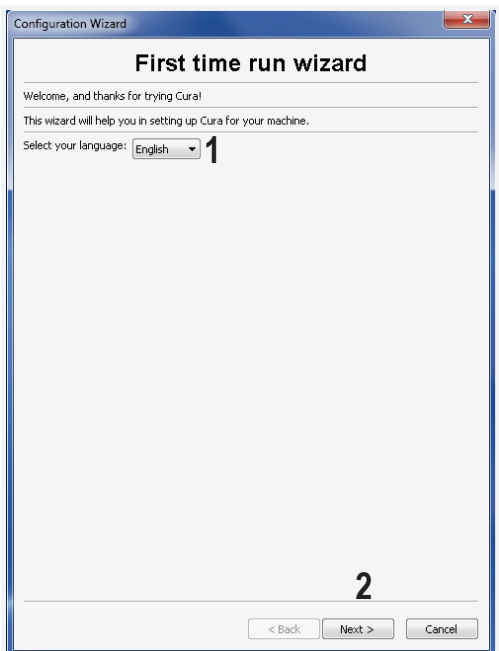 Configuration Wizard
First time run wizard
Welcome, and thanks for trying Cura!
This wizard will help you in setting up Cura for your machine.
Select your language: English 1
2
< Back Next > Cancel